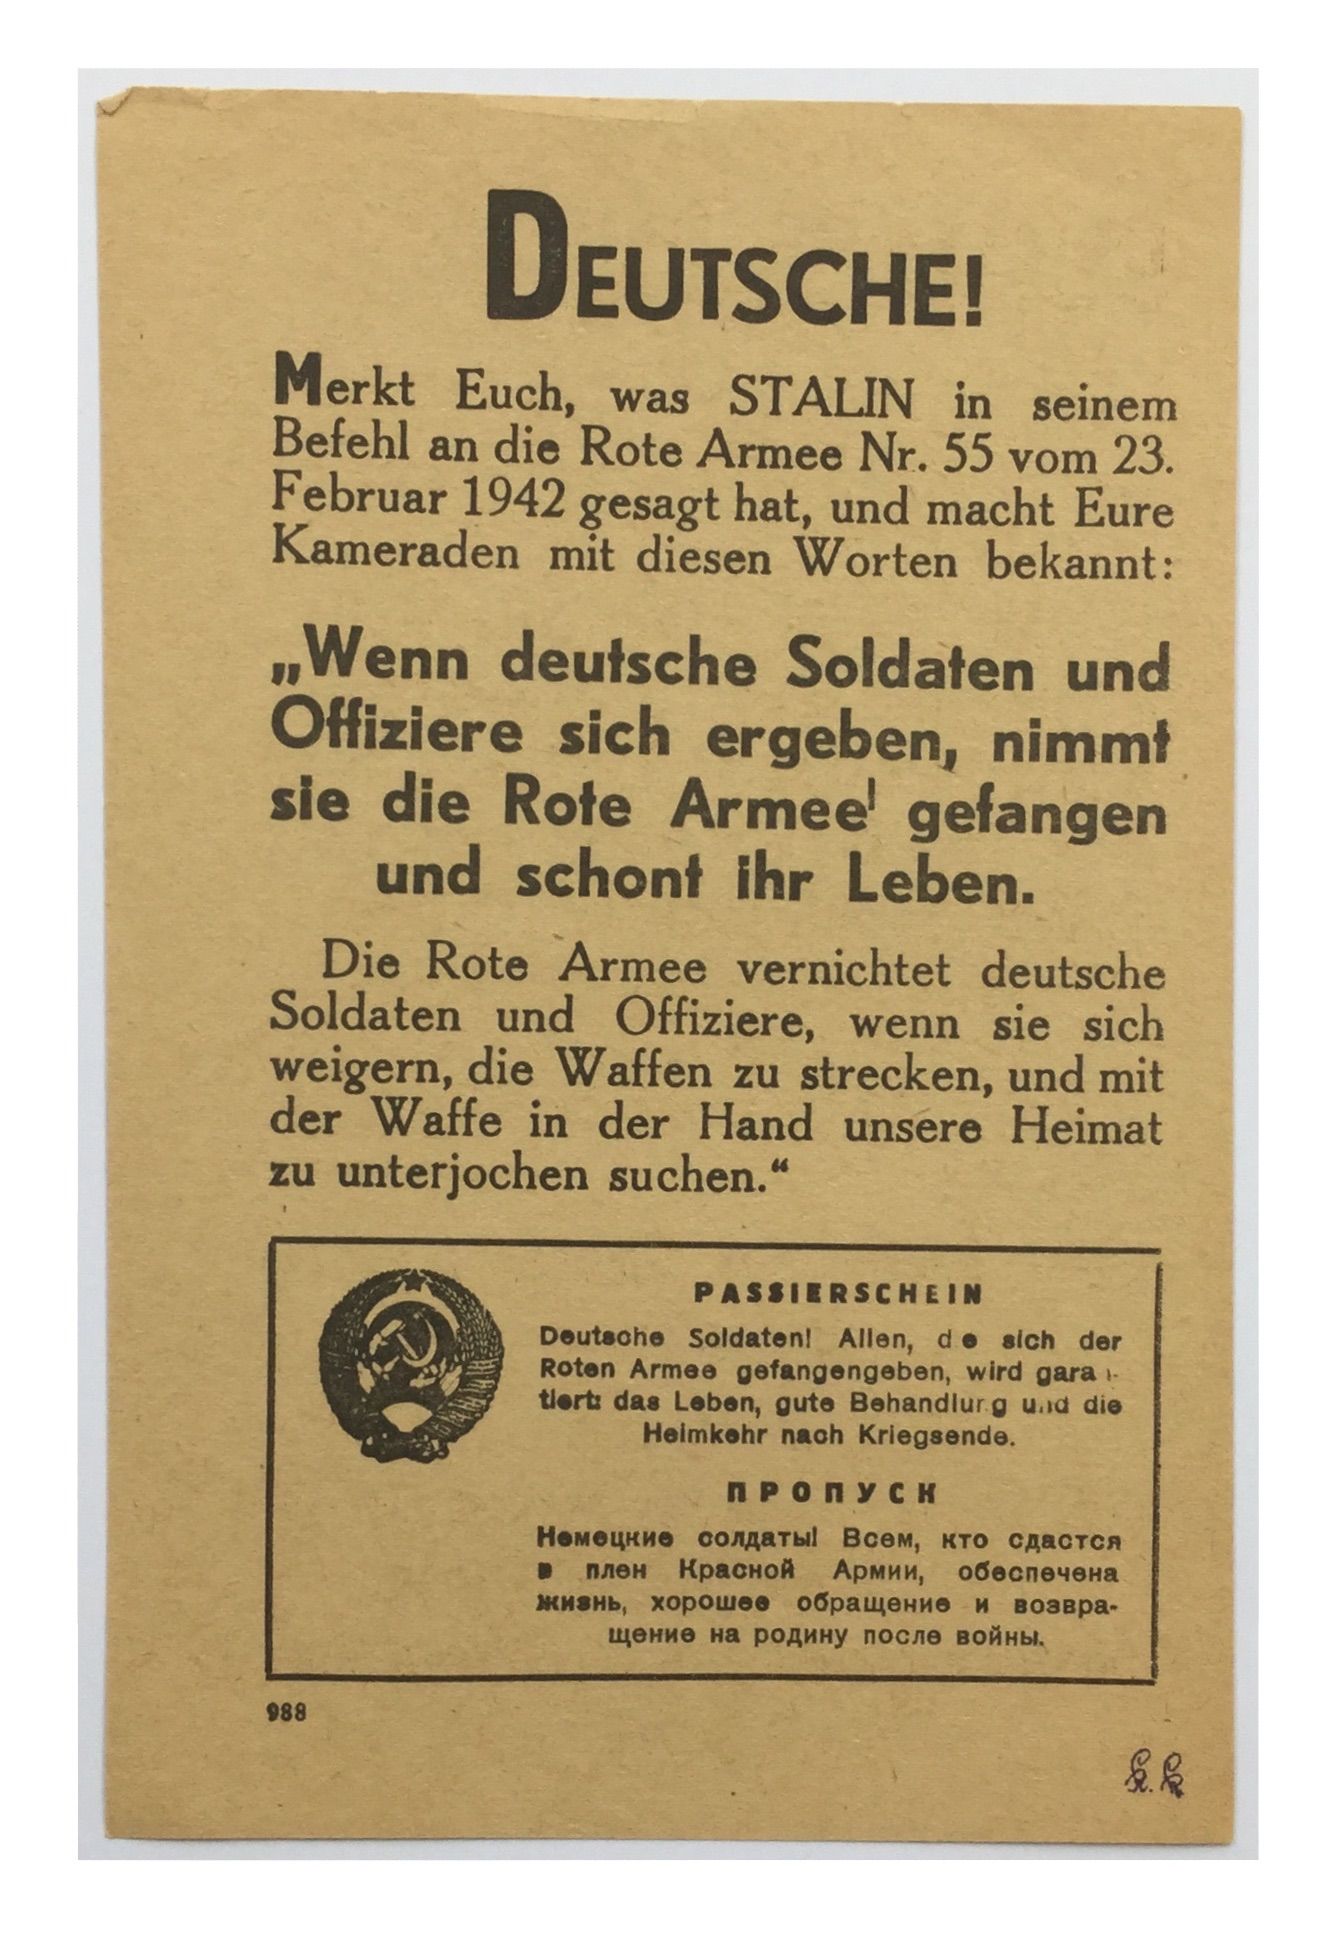 DEUTSCHE!
Merkt Euch, was STALIN in seinem
Befehl an die Rote Armee Nr. 55 vom 23.
Februar 1942 gesagt hat, und macht Eure
Kameraden mit diesen Worten bekannt:
„Wenn deutsche Soldaten und
Offiziere sich ergeben, nimmt
sie die Rote Armee gefangen
und schont ihr Leben.
Die Rote Armee vernichtet deutsche
Soldaten und Offiziere, wenn sie sich
weigern, die Waffen zu strecken, und mit
der Waffe in der Hand unsere Heimat
zu unterjochen suchen.“
PASSIERSCHEIN
Deutsche Soldaten! Allen, die sich der
Roten Armee gefangengeben, wird garan-
tiert: das Leben, gute Behandlung und die
Heimkehr nach Kriegsende.
ПРОПУСК
Немецкие солдаты! Всем, кто сдастся
в плен Красной Армии, обеспечена
жизнь, хорошее обращение и возвра-
щение на родину после войны.
988